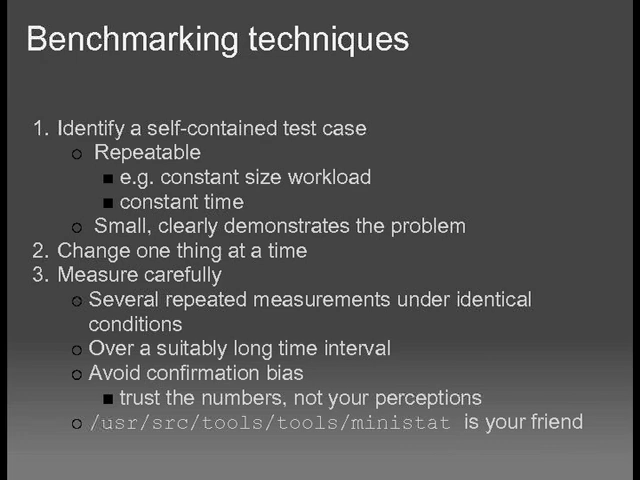 Benchmarking techniques
1. Identify a self-contained test case
Repeatable
e.g. constant size workload
constant time
Small, clearly demonstrates the problem
2. Change one thing at a time
3. Measure carefully
Several repeated measurements under identical
conditions
Over a suitably long time interval
Avoid confirmation bias
trust the numbers, not your perceptions
/usr/src/tools/tools/ministat is your friend